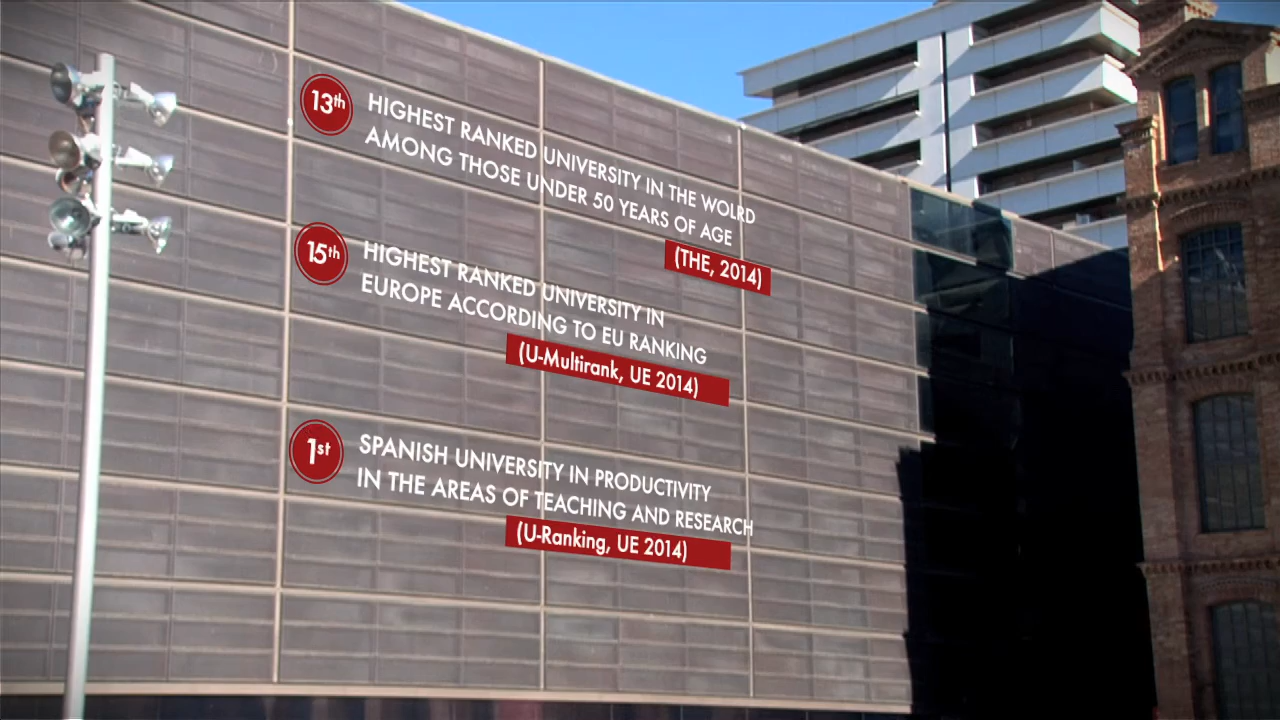 13th
HIGHEST RANKED UNIVERSITY IN THE WOLRD
AMONG THOSE UNDER 50 YEARS OF AGE
(THE, 2014)
15th
HIGHEST RANKED UNIVERSITY IN
EUROPE ACCORDING TO EU RANKING
(U-Multirank, UE 2014)
1st
SPANISH UNIVERSITY IN PRODUCTIVITY
IN THE AREAS OF TEACHING AND RESEARCH
(U-Ranking, UE 2014)